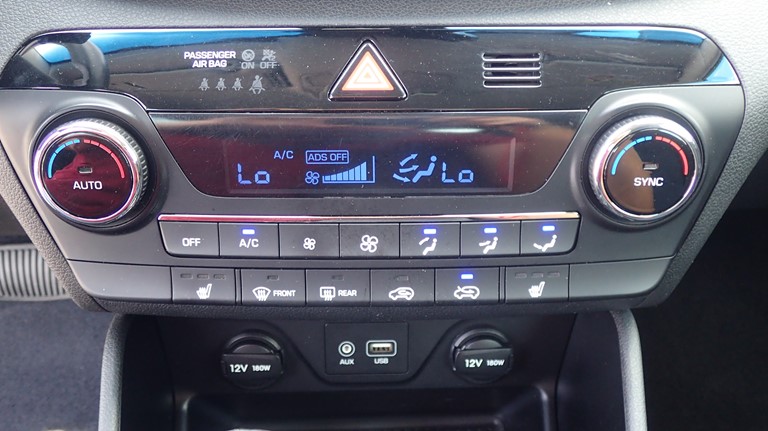 PASSENGER ON OFF
AIR BAG
A/C ADS OFF
Lo Lo
AUTO SYNC
OFF A/C
FRONT REAR
AUX USB
12V 180W 12V 180W